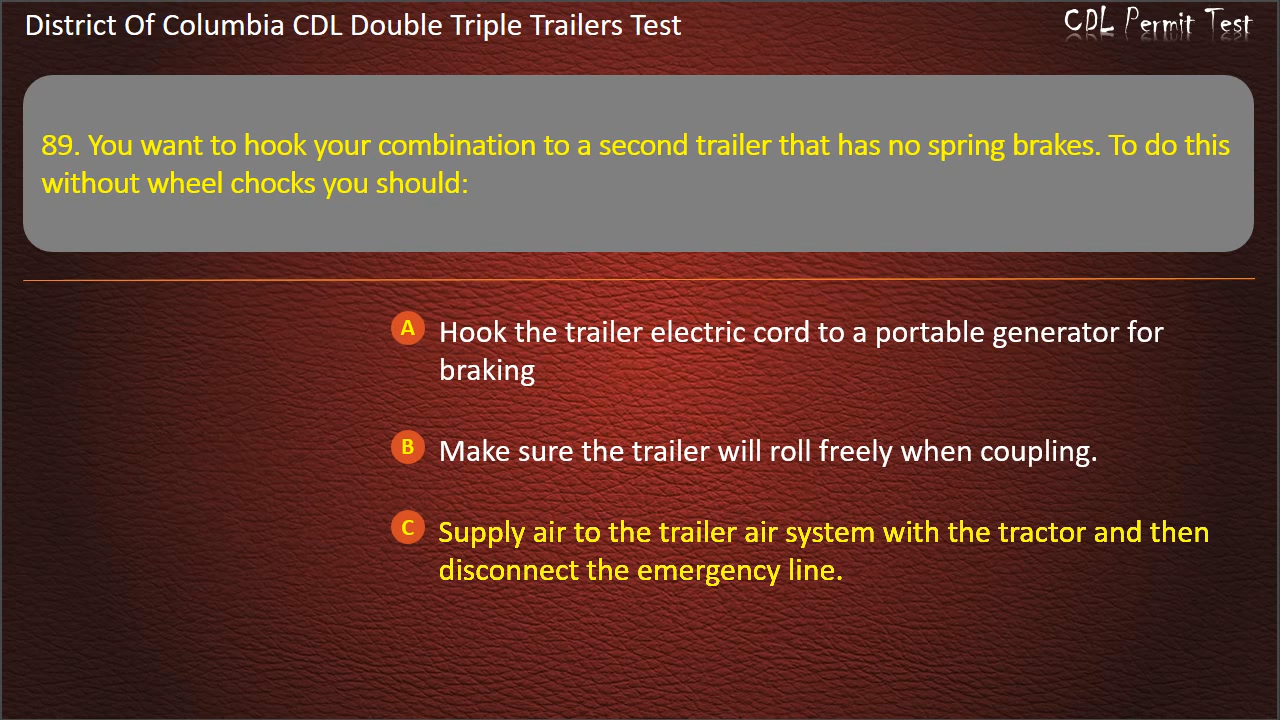 District Of Columbia CDL Double Triple Trailers Test
CDL Permit Test
89. You want to hook your combination to a second trailer that has no spring brakes. To do this
without wheel chocks you should:
A
Hook the trailer electric cord to a portable generator for
braking
B
Make sure the trailer will roll freely when coupling.
C
Supply air to the trailer air system with the tractor and then
disconnect the emergency line.